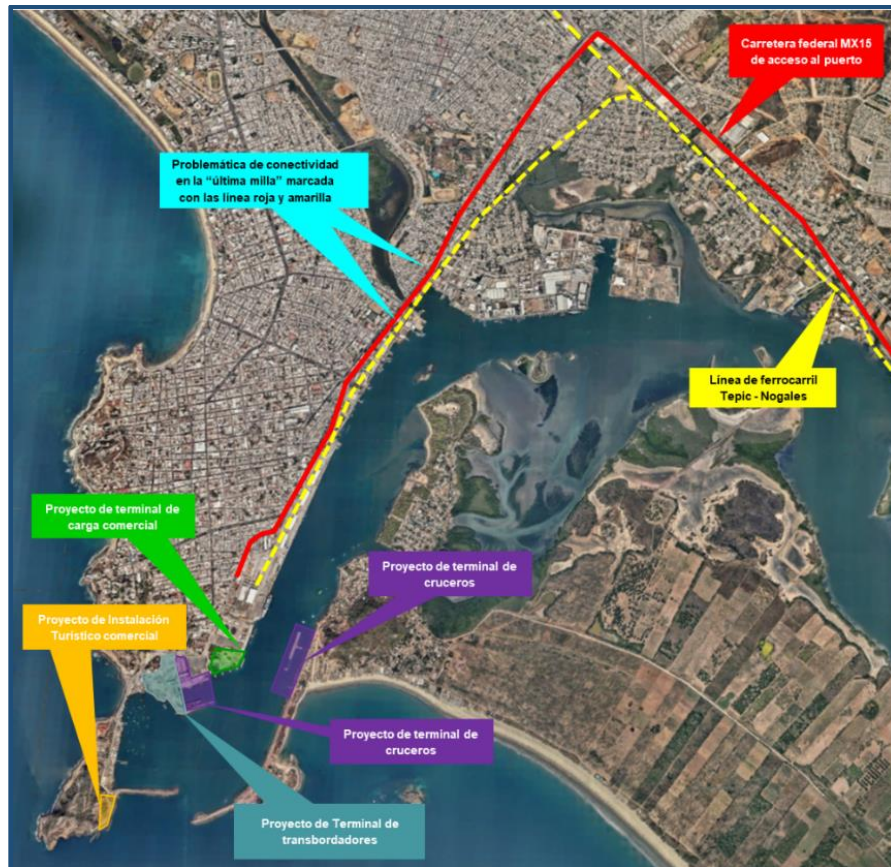 Carretera federal MX15
de acceso al puerto
Problemática de conectividad
en la “última milla” marcada
con las línea roja y amarilla
Línea de ferrocarril
Tepic - Nogales
Proyecto de terminal de
carga comercial
Proyecto de terminal de
cruceros
Proyecto de Instalación
Turístico comercial
Proyecto de terminal de
cruceros
Proyecto de Terminal de
transbordadores